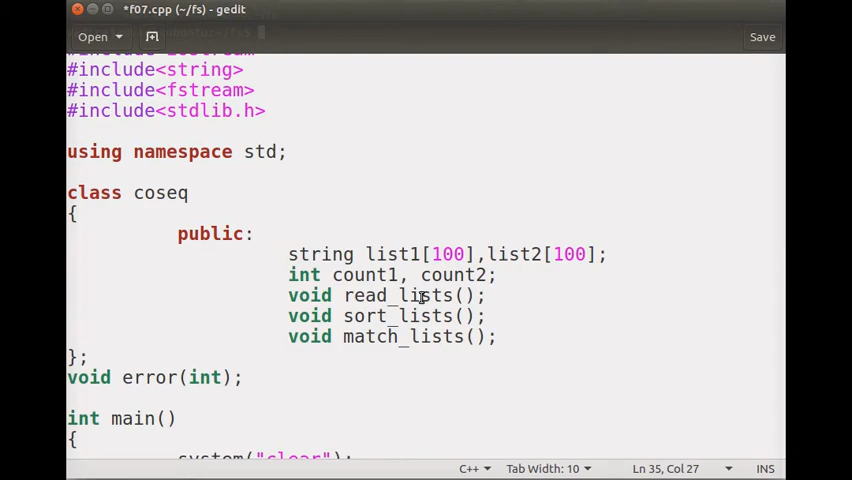 *f07.cpp (~/fs) - gedit
Open
Save
#include<string>
#include<fstream>
#include<stdlib.h>
using namespace std;
class coseq
{
public:
string list1[100],list2[100];
int count1, count2;
void read_lists();
void sort_lists();
void match_lists();
};
void error(int);
int main()
{
system("clear");
C++ Tab Width: 10 Ln 35, Col 27 INS